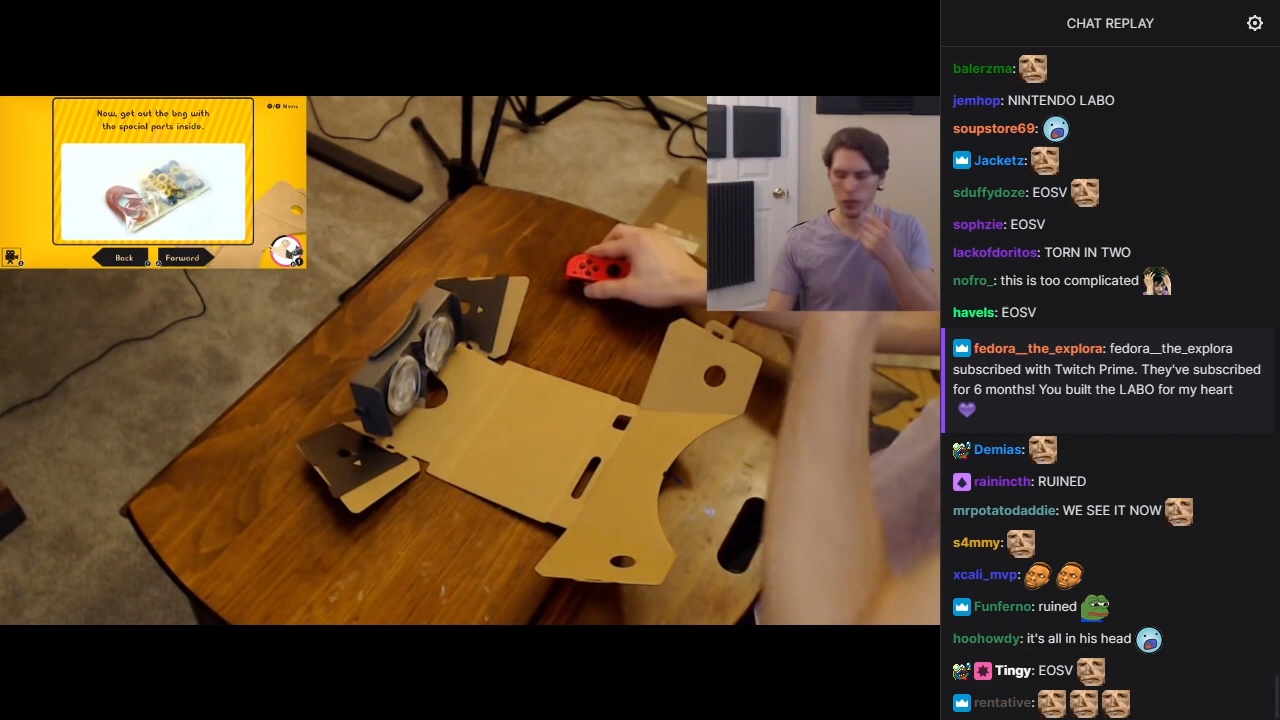 Now, get out the bag with
the special parts inside.
Menu
Back
Forward
CHAT REPLAY
balerzma:
jemhop: NINTENDO LABO
soupstore69:
Jacketz:
sduffydoze: EOSV
sophzie: EOSV
lackofdoritos: TORN IN TWO
nofro_: this is too complicated
havels: EOSV
fedora__the_explora: fedora__the_explora
subscribed with Twitch Prime. They've subscribed
for 6 months! You built the LABO for my heart
Demias:
rainincth: RUINED
mrpotatodaddie: WE SEE IT NOW
s4mmy:
xcali_mvp:
Funferno: ruined
hoohowdy: it's all in his head
Tingy: EOSV
rentative: